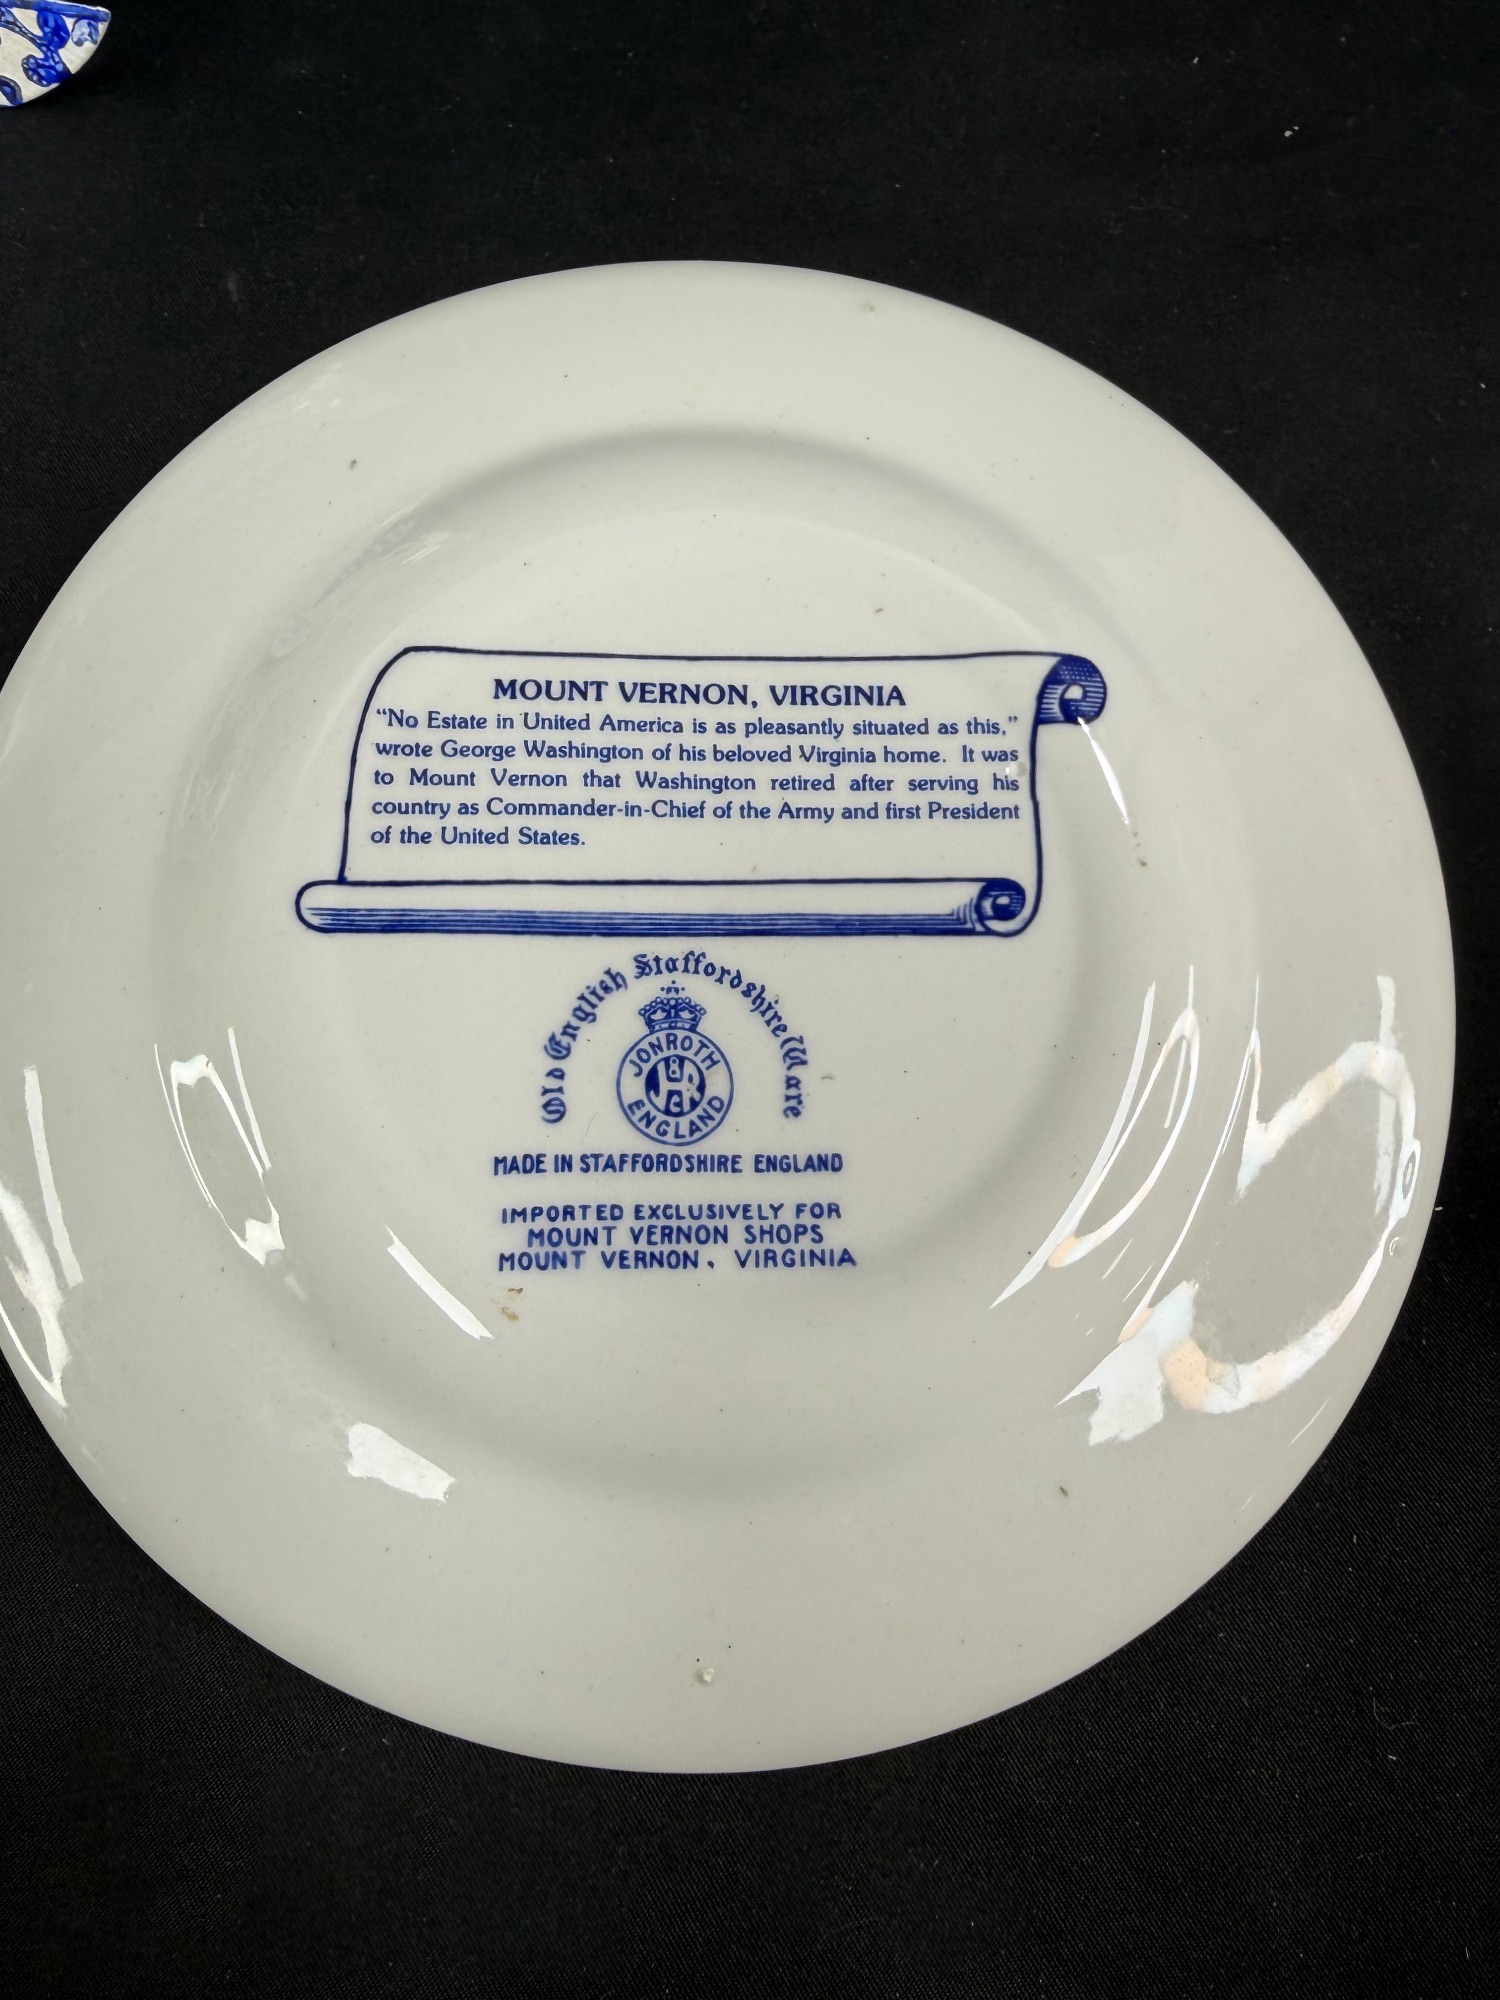 MOUNT VERNON, VIRGINIA
“No Estate in United America is as pleasantly situated as this,”
wrote George Washington of his beloved Virginia home. It was
to Mount Vernon that Washington retired after serving his
country as Commander-in-Chief of the Army and first President
of the United States.
Old English Staffordshire Ware
JONROTH
ENGLAND
MADE IN STAFFORDSHIRE ENGLAND
IMPORTED EXCLUSIVELY FOR
MOUNT VERNON SHOPS
MOUNT VERNON, VIRGINIA